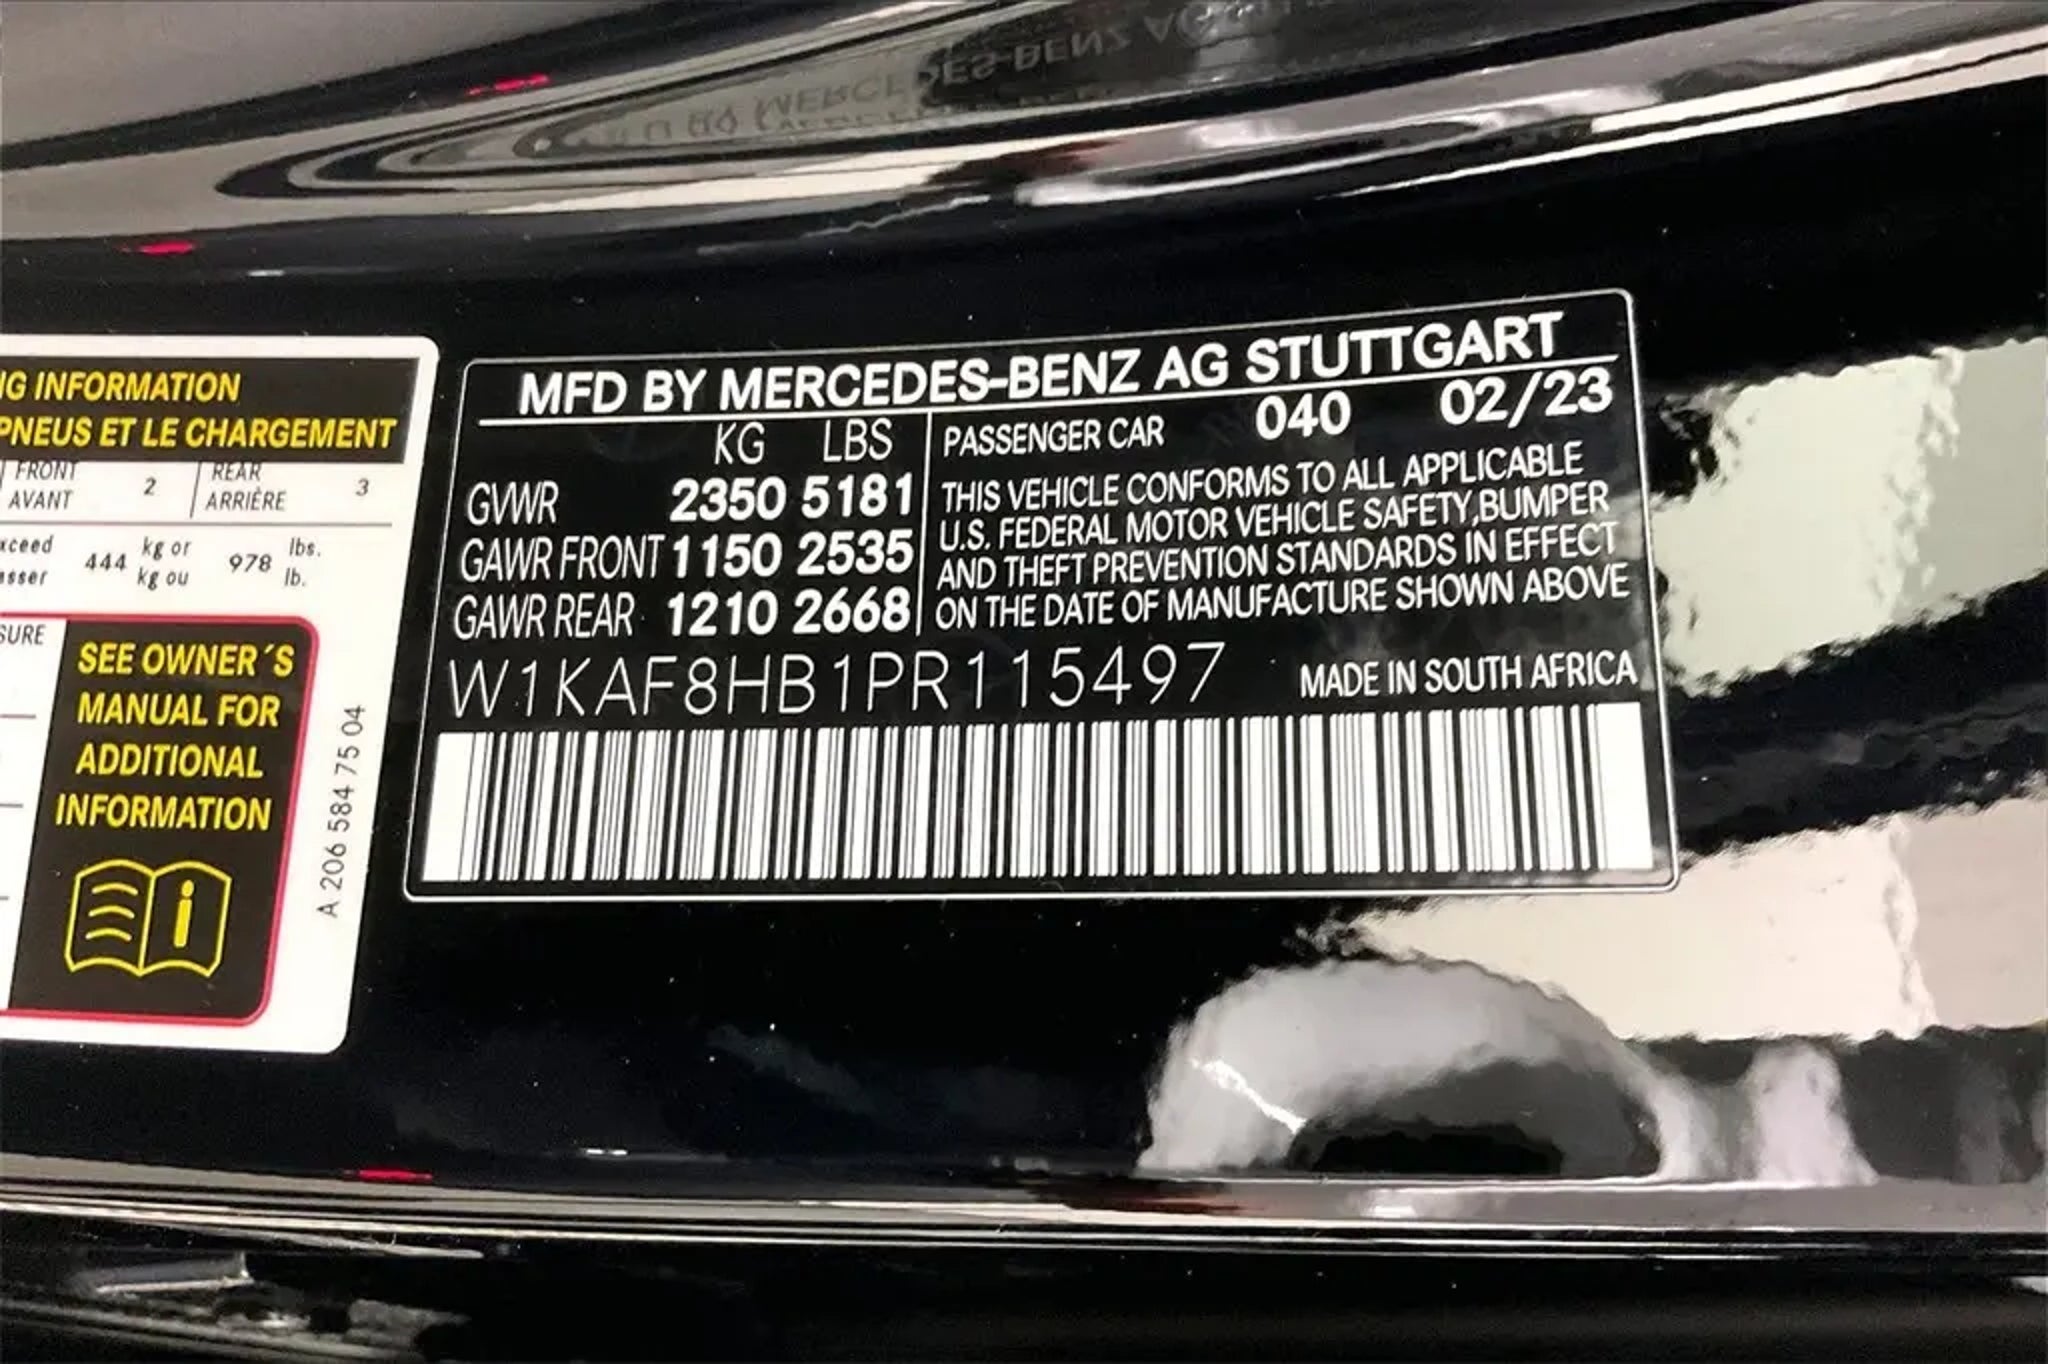 NG INFORMATION
PNEUS ET LE CHARGEMENT
FRONT
AVANT
2
REAR
ARRIÈRE
3
444
kg or
kg ou
978
lbs.
lb.
SEE OWNER´S
MANUAL FOR
ADDITIONAL
INFORMATION
A 206 584 75 04
MFD BY MERCEDES-BENZ AG STUTTGART
KG LBS
GVWR 2350 5181
GAWR FRONT 1150 2535
GAWR REAR 1210 2668
PASSENGER CAR 040 02/23
THIS VEHICLE CONFORMS TO ALL APPLICABLE
U.S. FEDERAL MOTOR VEHICLE SAFETY,BUMPER
AND THEFT PREVENTION STANDARDS IN EFFECT
ON THE DATE OF MANUFACTURE SHOWN ABOVE
W1KAF8HB1PR115497 MADE IN SOUTH AFRICA